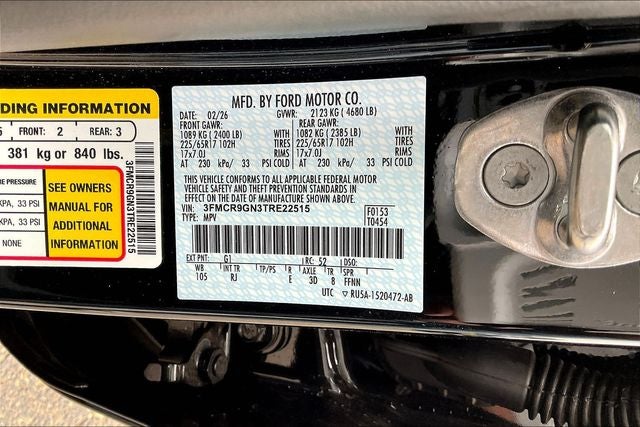 DING INFORMATION
FRONT: 2 REAR: 3
381 kg or 840 lbs.
PRESSURE
KPA, 33 PSI
KPA, 33 PSI
NONE
SEE OWNERS
MANUAL FOR
ADDITIONAL
INFORMATION
3FMCR9GN3TRE22515
MFD. BY FORD MOTOR CO.
02/26 GVWR: 2123 KG (4680 LB)
FRONT GAWR: REAR GAWR:
1089 KG (2400 LB) WITH 1082 KG (2385 LB) WITH
225/65R17 102H TIRES 225/65R17 102H TIRES
17x7.0J RIMS 17x7.0J RIMS
AT 230 kPa/ 33 PSI COLD AT 230 kPa/ 33 PSI COLD
THIS VEHICLE CONFORMS TO ALL APPLICABLE FEDERAL MOTOR
VEHICLE SAFETY AND THEFT PREVENTION STANDARDS IN
EFFECT ON THE DATE OF MANUFACTURE SHOWN ABOVE.
VIN: 3FMCR9GN3TRE22515 F0153
TYPE: MPV T0454
EXT PNT: G1 RC: 52 DSO:
WB INT TR TP/PS R AXLE TR SPR
105 RJ E 3D 8 FFNN
UTC RUSA-1520472-AB